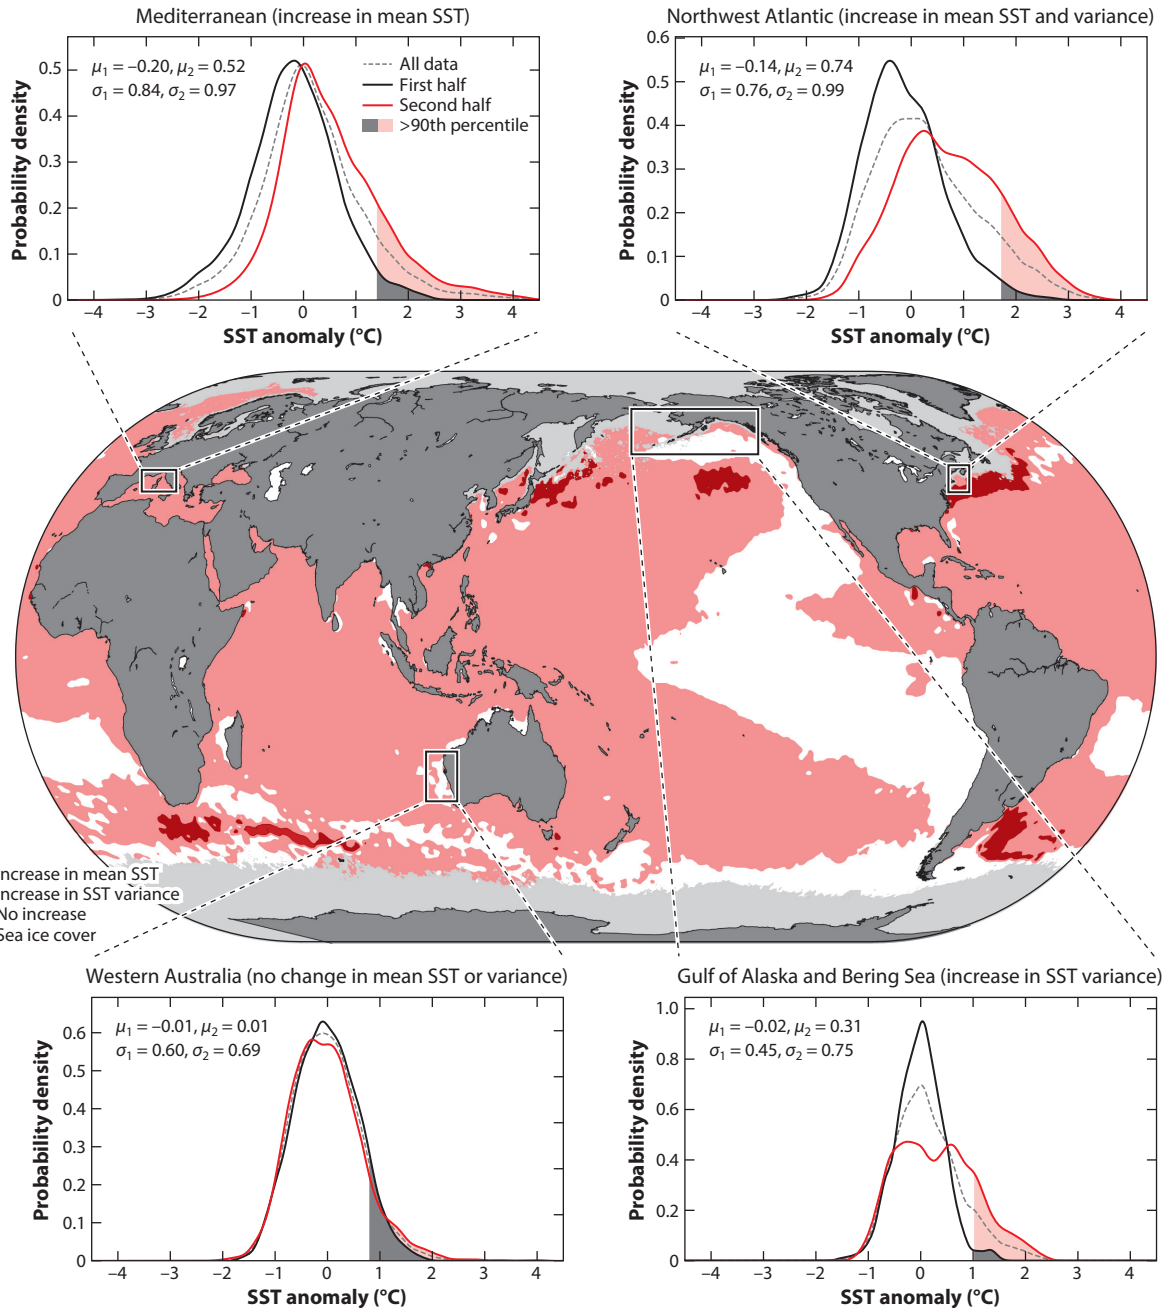 Mediterranean (increase in mean SST)
Northwest Atlantic (increase in mean SST and variance)
μ1 = –0.20, μ2 = 0.52
σ1 = 0.84, σ2 = 0.97
All data
First half
Second half
>90th percentile
Probability density
0.5
0.4
0.3
0.2
0.1
0
–4 –3 –2 –1 0 1 2 3 4
SST anomaly (°C)
μ1 = –0.14, μ2 = 0.74
σ1 = 0.76, σ2 = 0.99
Probability density
0.6
0.5
0.4
0.3
0.2
0.1
0
–4 –3 –2 –1 0 1 2 3 4
SST anomaly (°C)
ncrease in mean SST
ncrease in SST variance
No increase
Sea ice cover
Western Australia (no change in mean SST or variance)
μ1 = –0.01, μ2 = 0.01
σ1 = 0.60, σ2 = 0.69
Probability density
0.6
0.5
0.4
0.3
0.2
0.1
0
–4 –3 –2 –1 0 1 2 3 4
SST anomaly (°C)
Gulf of Alaska and Bering Sea (increase in SST variance)
μ1 = –0.02, μ2 = 0.31
σ1 = 0.45, σ2 = 0.75
Probability density
1.0
0.8
0.6
0.4
0.2
0
–4 –3 –2 –1 0 1 2 3 4
SST anomaly (°C)